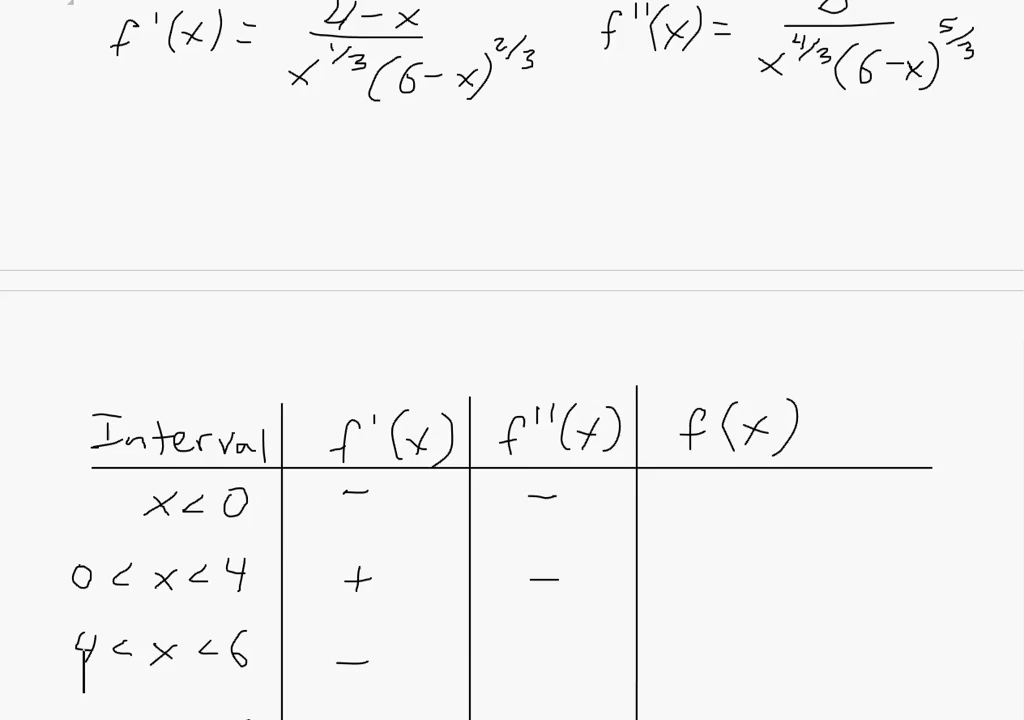 f'(x) = 4-x / x^1/3 (6-x)^2/3 f''(x) = / x^4/3 (6-x)^5/3
Interval f'(x) f''(x) f(x)
x < 0 - -
0 < x < 4 + -
4 < x < 6 -